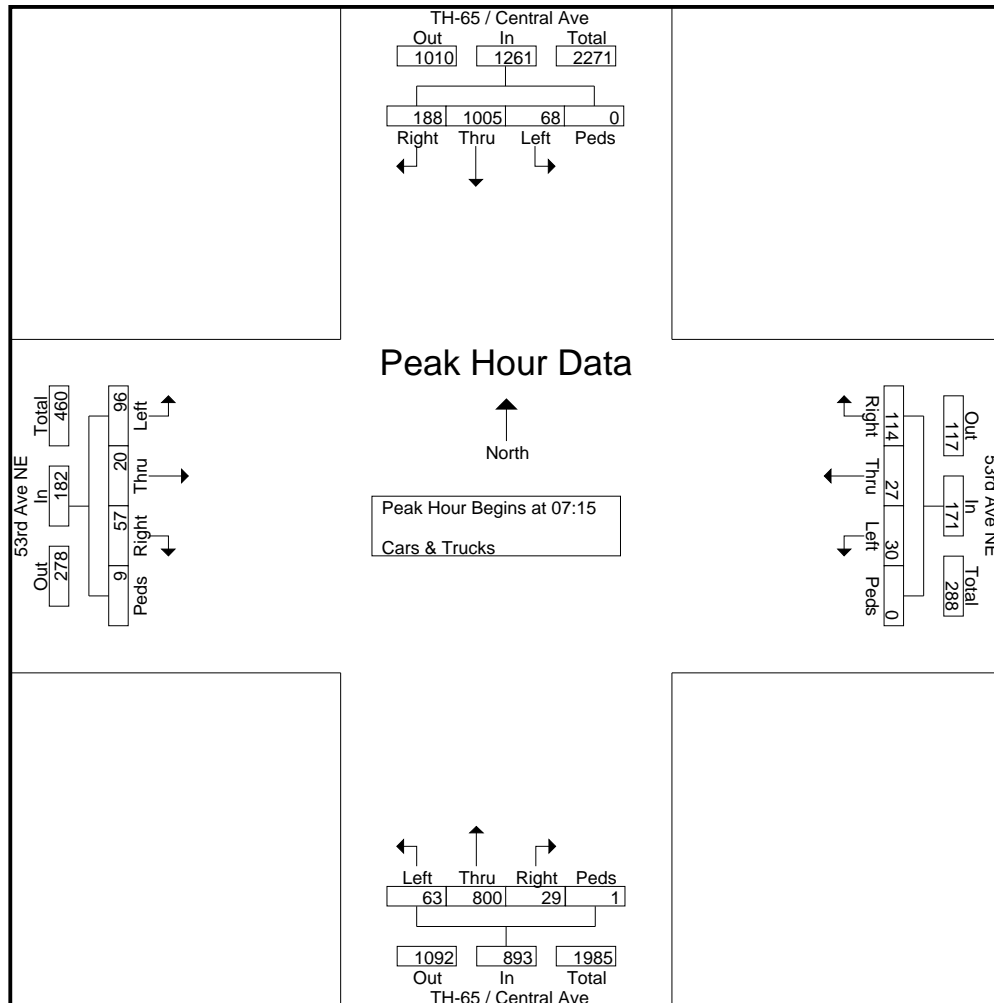 TH-65 / Central Ave
Out In Total
1010 1261 2271
188 1005 68 0
Right Thru Left Peds
Peak Hour Data
North
Peak Hour Begins at 07:15
Cars & Trucks
53rd Ave NE
Total In Out
460 182 278
96 20 57 9
Left Thru Right Peds
53rd Ave NE
Out In Total
117 171 288
114 27 30 0
Right Thru Left Peds
Left Thru Right Peds
63 800 29 1
1092 893 1985
Out In Total
TH-65 / Central Ave